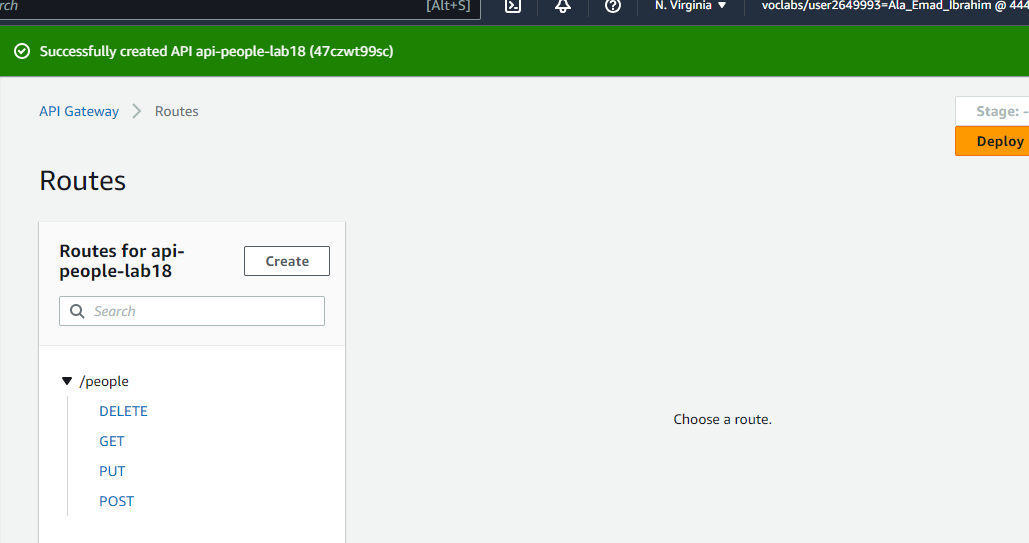 rch [Alt+S] N. Virginia ▼ voclabs/user2649993=Ala_Emad_Ibrahim @ 444
Successfully created API api-people-lab18 (47czwt99sc)
API Gateway > Routes
Stage: -
Deploy
Routes
Routes for api-
people-lab18
Create
Search
▼ /people
DELETE
GET
PUT
POST
Choose a route.